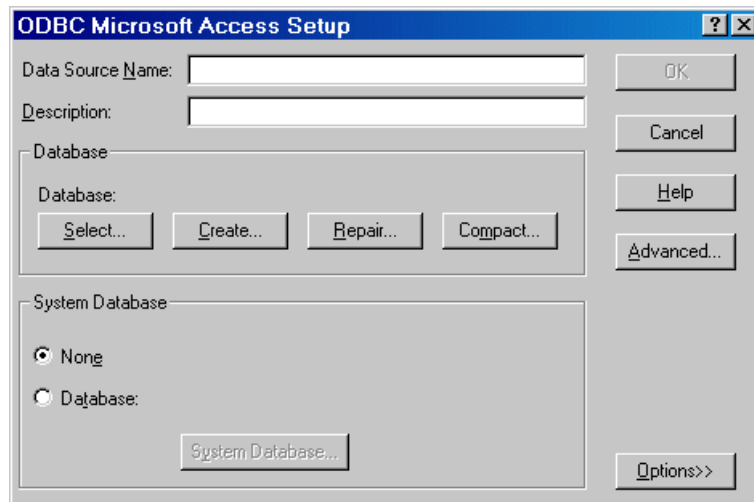 ODBC Microsoft Access Setup
Data Source Name:
OK
Description:
Cancel
Database
Database:
Select... Create... Repair... Compact...
Help
Advanced...
System Database
None
Database:
System Database...
Options>>